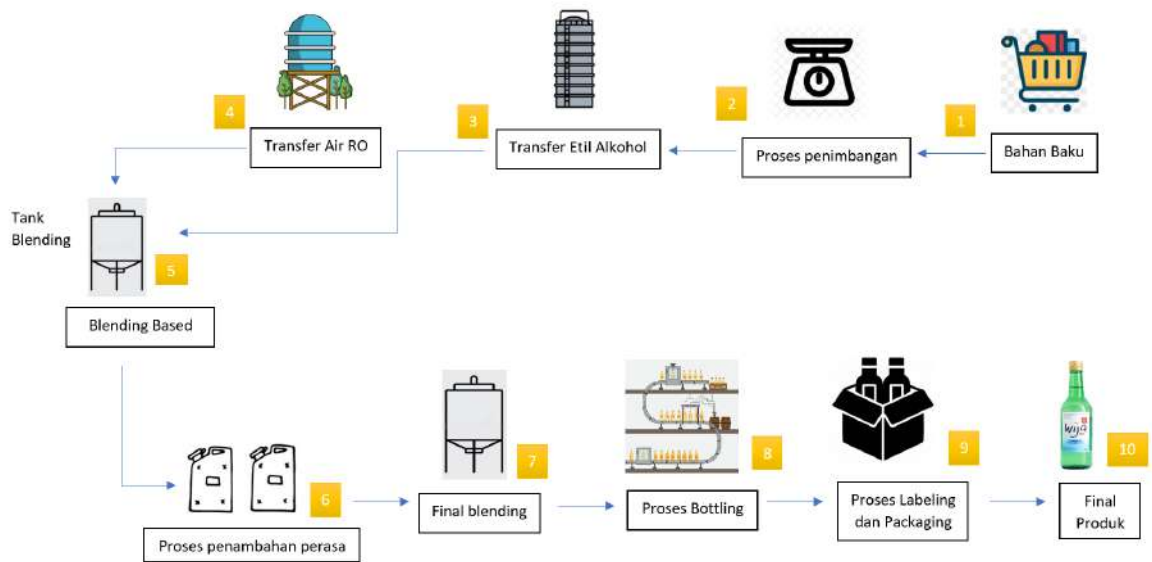 4
Transfer Air RO
3
Transfer Etil Alkohol
2
Proses penimbangan
1
Bahan Baku
Tank
Blending
5
Blending Based
6
Proses penambahan perasa
7
Final blending
8
Proses Bottling
9
Proses Labeling
dan Packaging
Wija
10
Final
Produk